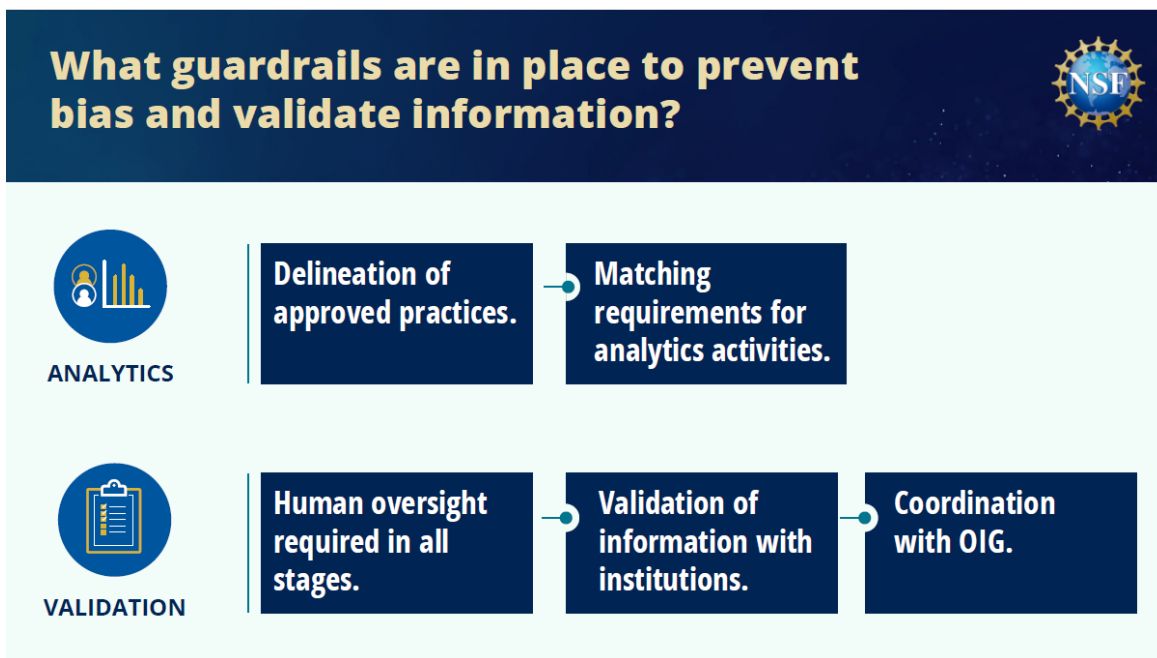 What guardrails are in place to prevent
bias and validate information?
NSF
ANALYTICS
Delineation of
approved practices.
Matching
requirements for
analytics activities.
VALIDATION
Human oversight
required in all
stages.
Validation of
information with
institutions.
Coordination
with OIG.